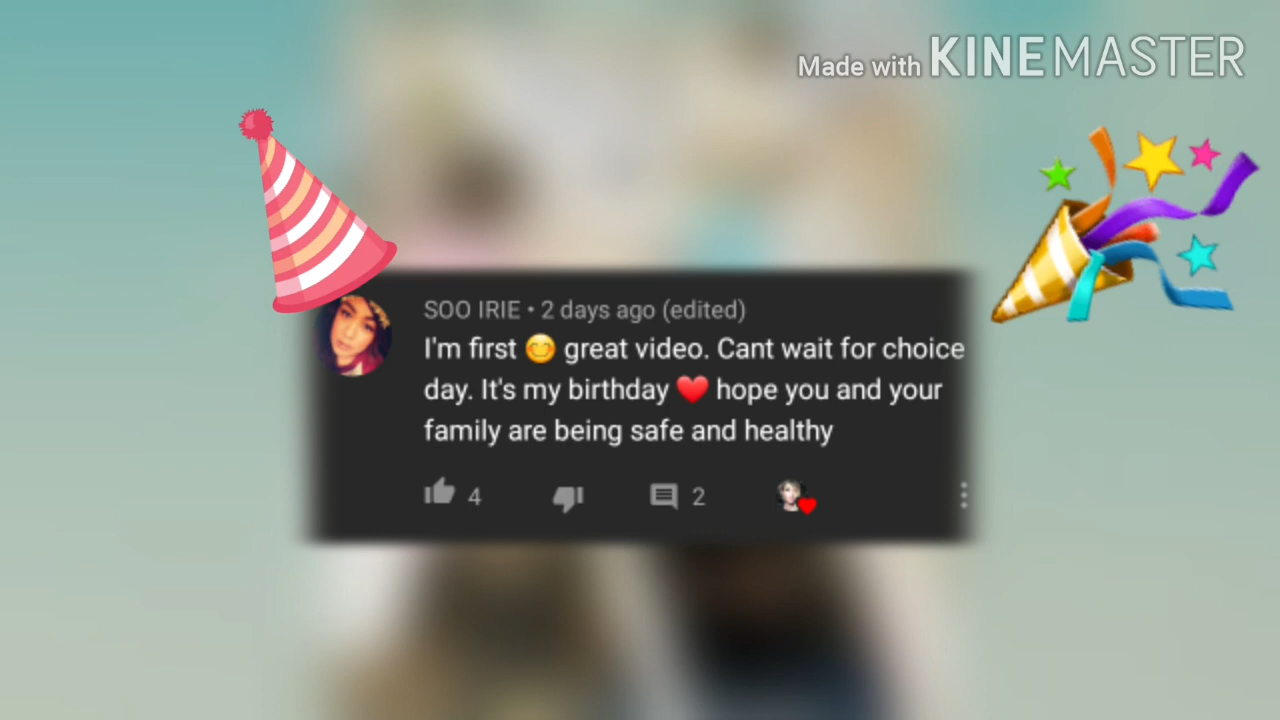 Made with KINEMASTER
SOO IRIE • 2 days ago (edited)
I'm first 😊 great video. Cant wait for choice
day. It's my birthday ❤️ hope you and your
family are being safe and healthy
4
2